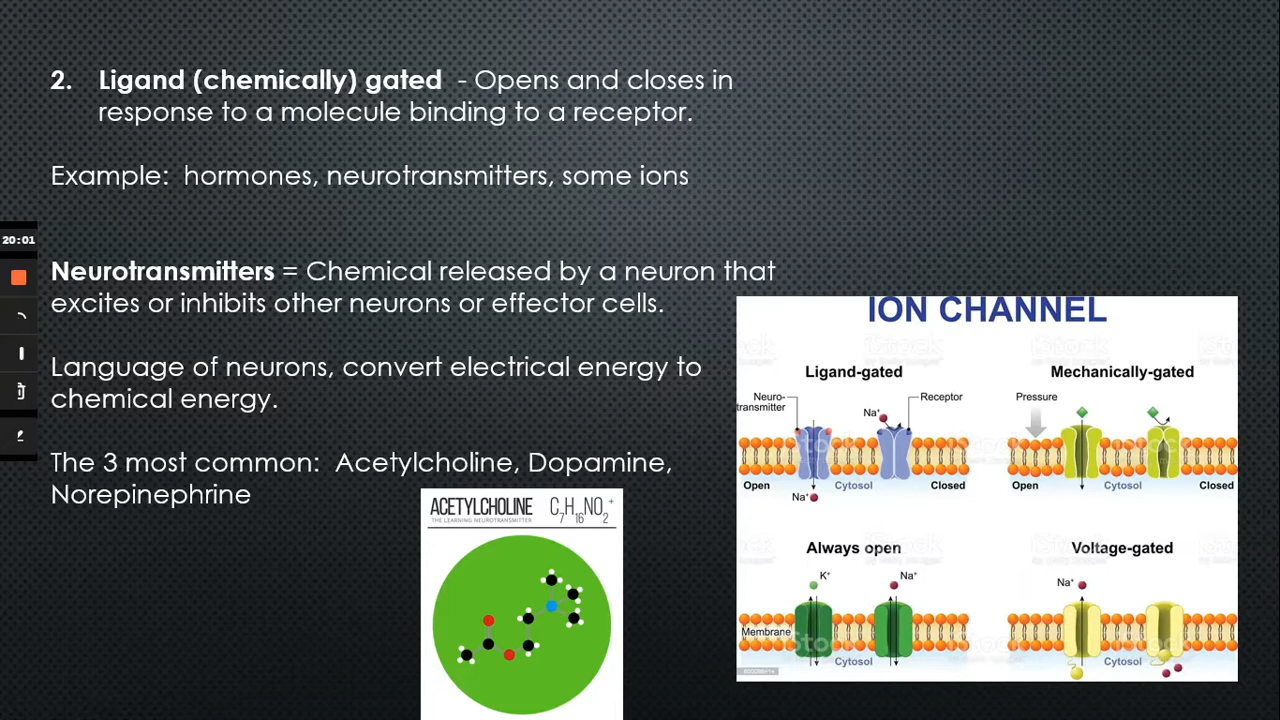 2. Ligand (chemically) gated - Opens and closes in
response to a molecule binding to a receptor.
Example: hormones, neurotransmitters, some ions
20:01
Neurotransmitters = Chemical released by a neuron that
excites or inhibits other neurons or effector cells.
Language of neurons, convert electrical energy to
chemical energy.
The 3 most common: Acetylcholine, Dopamine,
Norepinephrine
ACETYLCHOLINE C7H16NO2+
THE LEARNING NEUROTRANSMITTER
ION CHANNEL
Ligand-gated
Neuro-
transmitter
Na+
Receptor
Open
Cytosol
Closed
Na+
Mechanically-gated
Pressure
Open
Cytosol
Closed
Always open
K+
Na+
Membrane
Cytosol
Voltage-gated
Na+
Cytosol
iStock